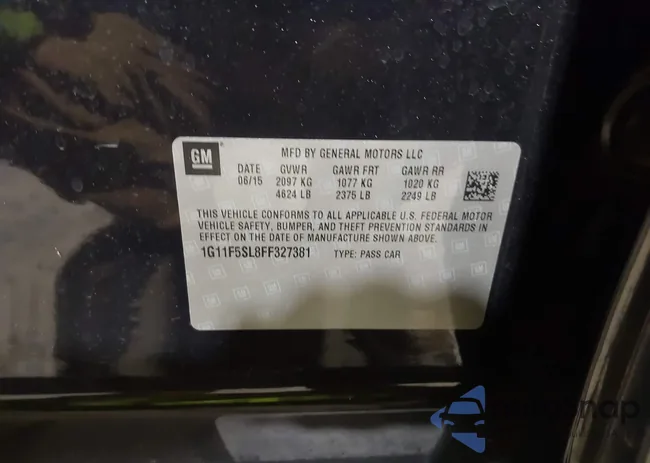 GM
MFD BY GENERAL MOTORS LLC
DATE GVWR GAWR FRT GAWR RR
06/15 2097 KG 1077 KG 1020 KG
4624 LB 2375 LB 2249 LB
THIS VEHICLE CONFORMS TO ALL APPLICABLE U.S. FEDERAL MOTOR
VEHICLE SAFETY, BUMPER, AND THEFT PREVENTION STANDARDS IN
EFFECT ON THE DATE OF MANUFACTURE SHOWN ABOVE.
1G11F5SL8FF327381 TYPE: PASS CAR